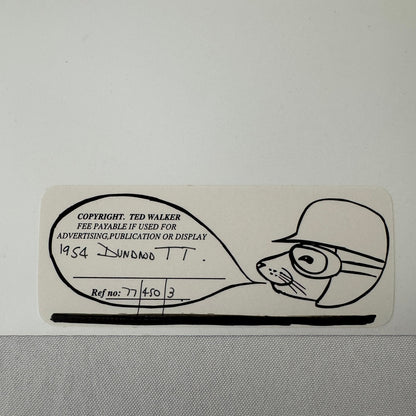 COPYRIGHT. TED WALKER
FEE PAYABLE IF USED FOR
ADVERTISING,PUBLICATION OR DISPLAY
1954 DUNDROD TT.
Ref no: 77/450/3